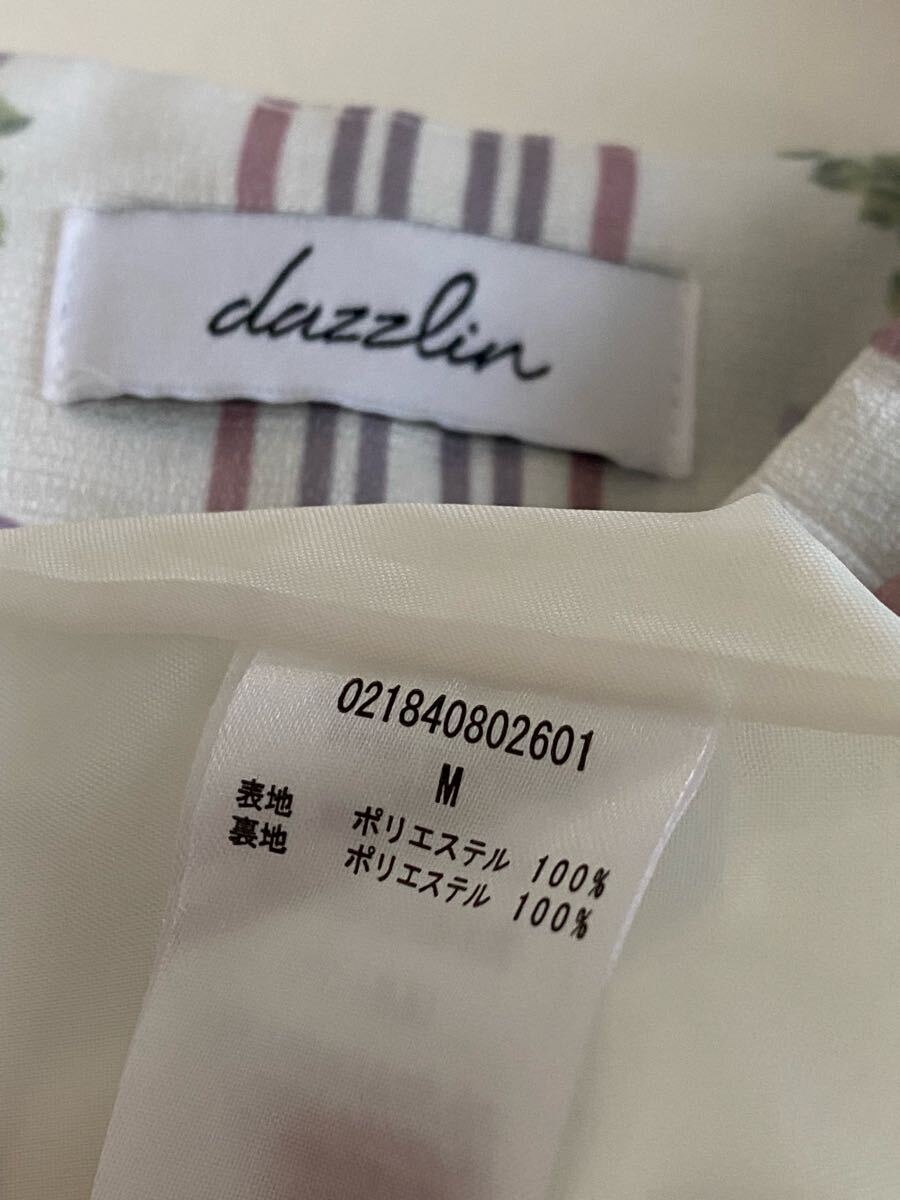 dazzlin
021840802601
M
表地 ポリエステル 100%
裏地 ポリエステル 100%